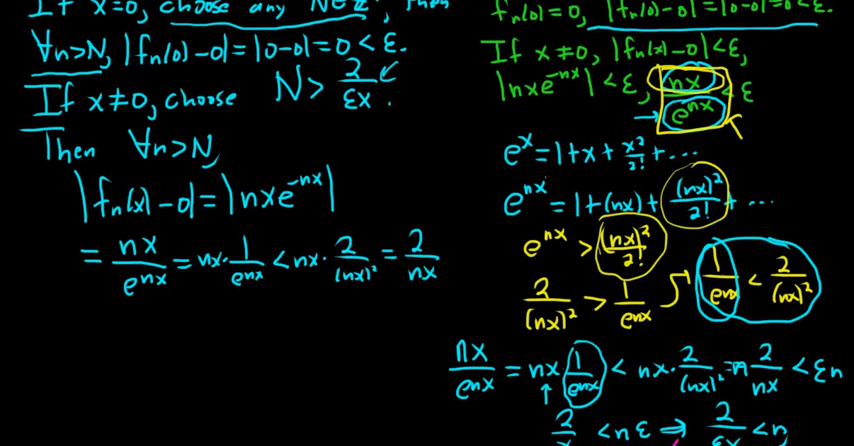 If x=0, choose any N∈ℤ⁺, then
∀n>N, |fₙ(0)-0|=|0-0|=0<ε.
If x≠0, choose N > 2/(εx).
Then ∀n>N,
|fₙ(x)-0|=|nxe^(-nx)|
= nx/e^(nx) = nx·1/e^(nx) < nx·2/(nx)² = 2/(nx)
fₙ(0)=0, |fₙ(0)-0|=|0-0|=0<ε.
If x≠0, |fₙ(x)-0|<ε,
|nxe^(-nx)|<ε, nx/e^(nx) < ε
e^x=1+x+x²/2!+...
e^(nx)=1+(nx)+(nx)²/2!+...
e^(nx) > (nx)²/2!
2/(nx)² > 1/e^(nx) 1/e^(nx) < 2/(nx)²
nx/e^(nx) = nx·1/e^(nx) < nx·2/(nx)² = n 2/(nx) < εn
2/x < nε ⇒ 2/(εx) < n